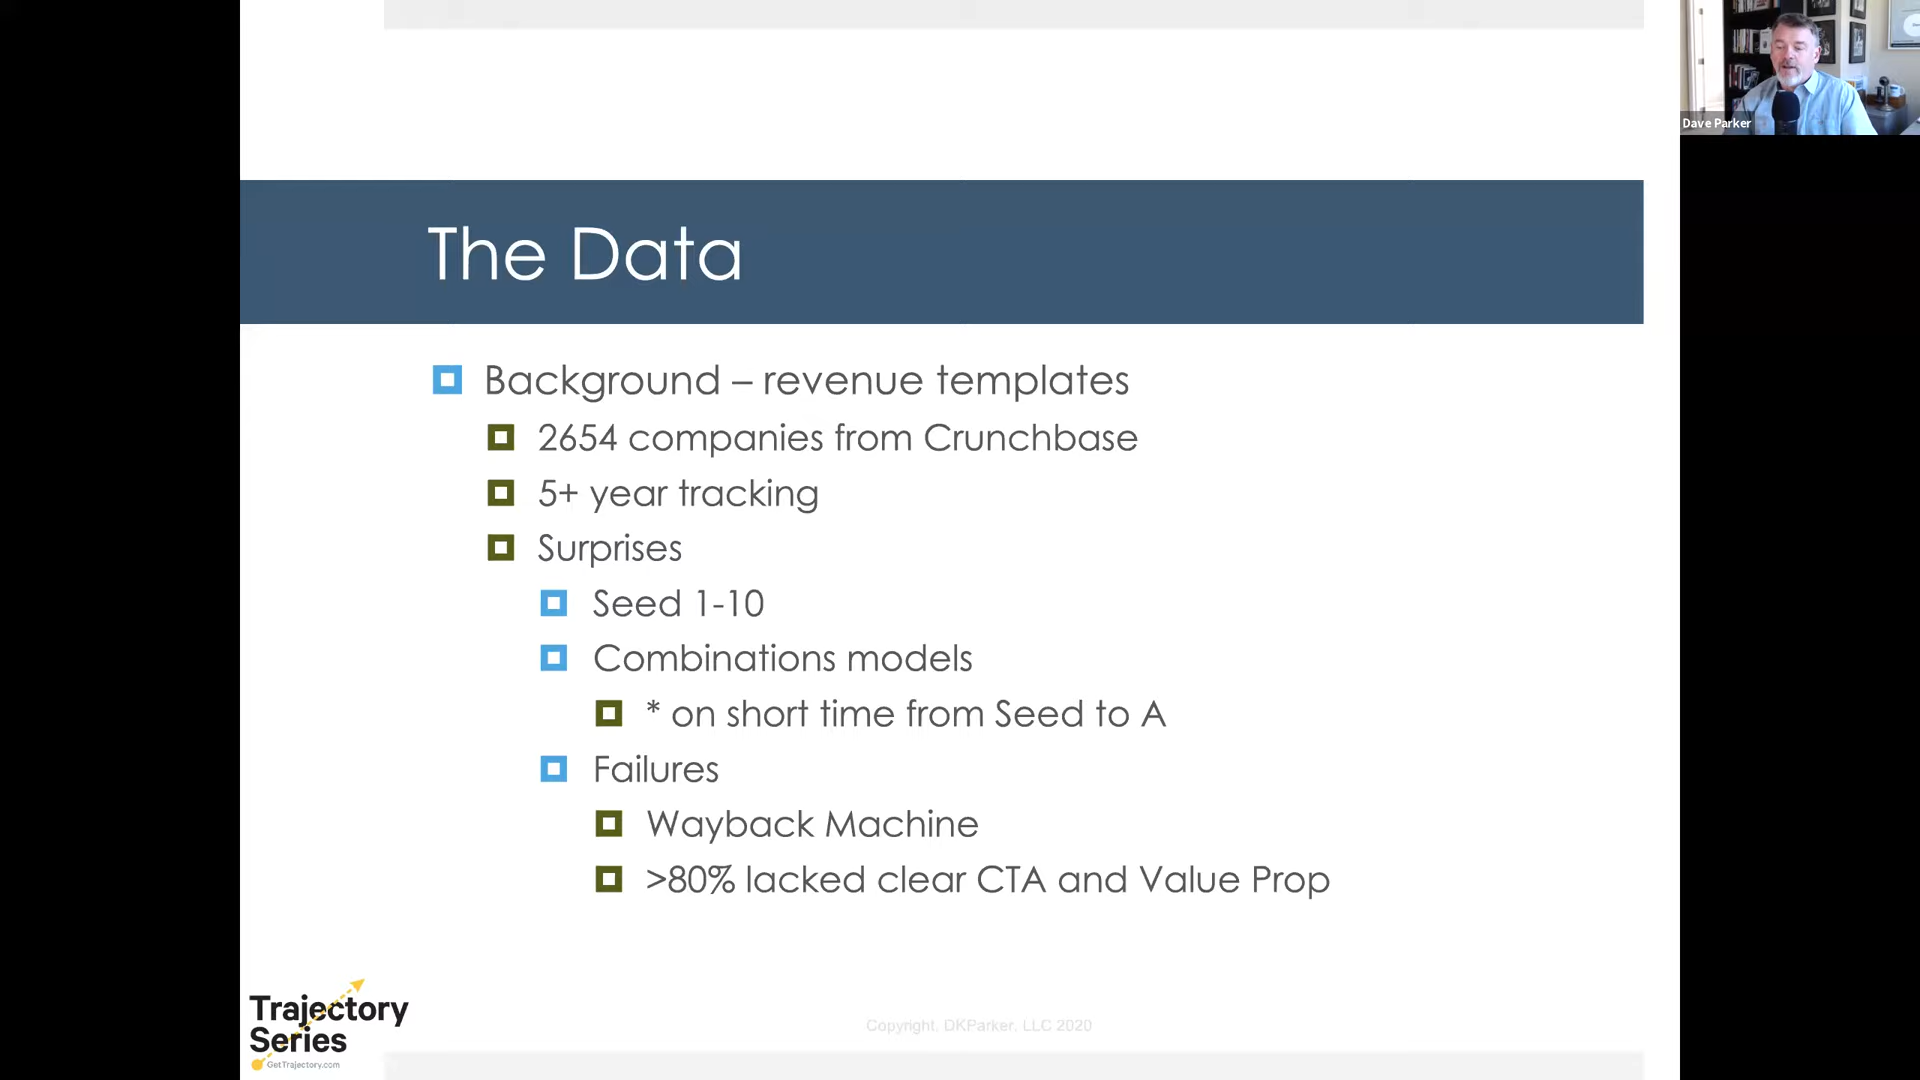 Dave Parker
The Data
Background – revenue templates
2654 companies from Crunchbase
5+ year tracking
Surprises
Seed 1-10
Combinations models
* on short time from Seed to A
Failures
Wayback Machine
>80% lacked clear CTA and Value Prop
Trajectory
Series
GetTrajectory.com
Copyright, DKParker, LLC 2020